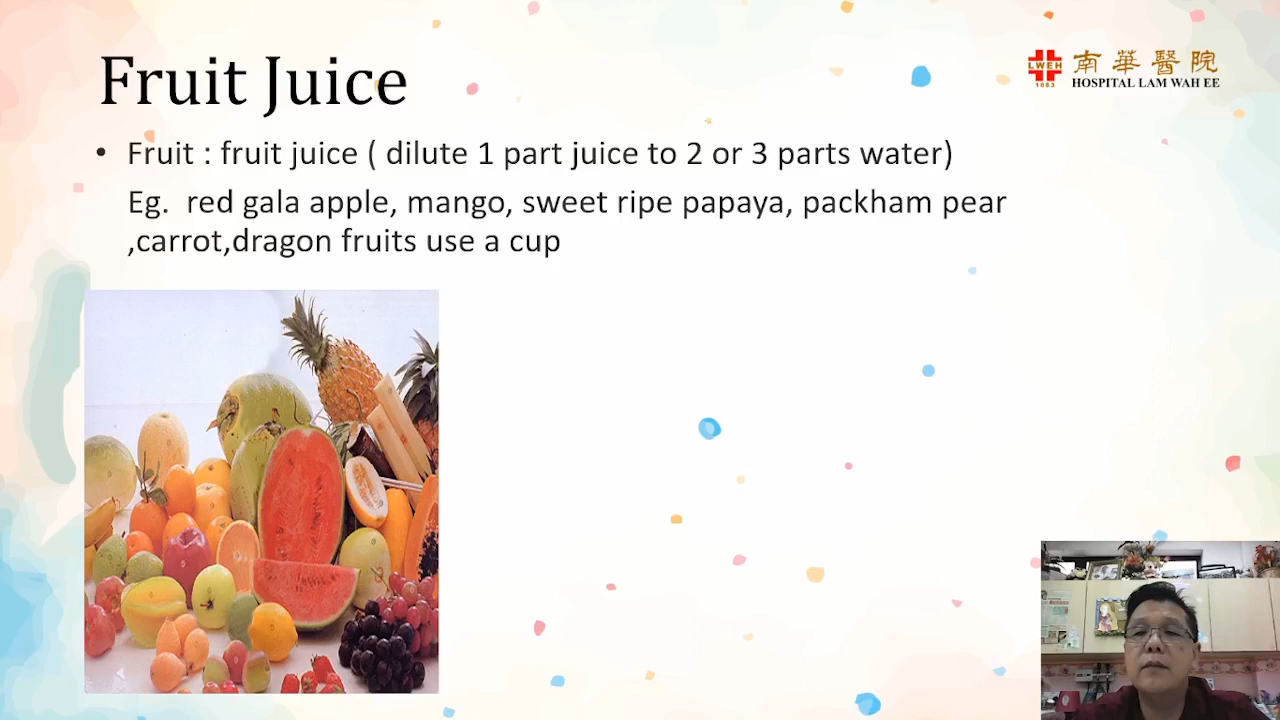 Fruit Juice
LWEH
1883
南華醫院
HOSPITAL LAM WAH EE
• Fruit : fruit juice ( dilute 1 part juice to 2 or 3 parts water)
Eg.  red gala apple, mango, sweet ripe papaya, packham pear
,carrot,dragon fruits use a cup